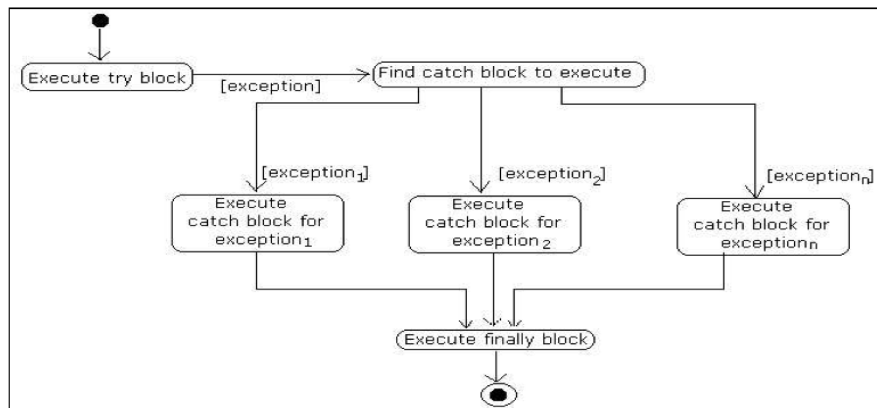 Execute try block
[exception]
Find catch block to execute
[exception1]
[exception2]
[exceptionn]
Execute
catch block for
exception1
Execute
catch block for
exception2
Execute
catch block for
exceptionn
Execute finally block